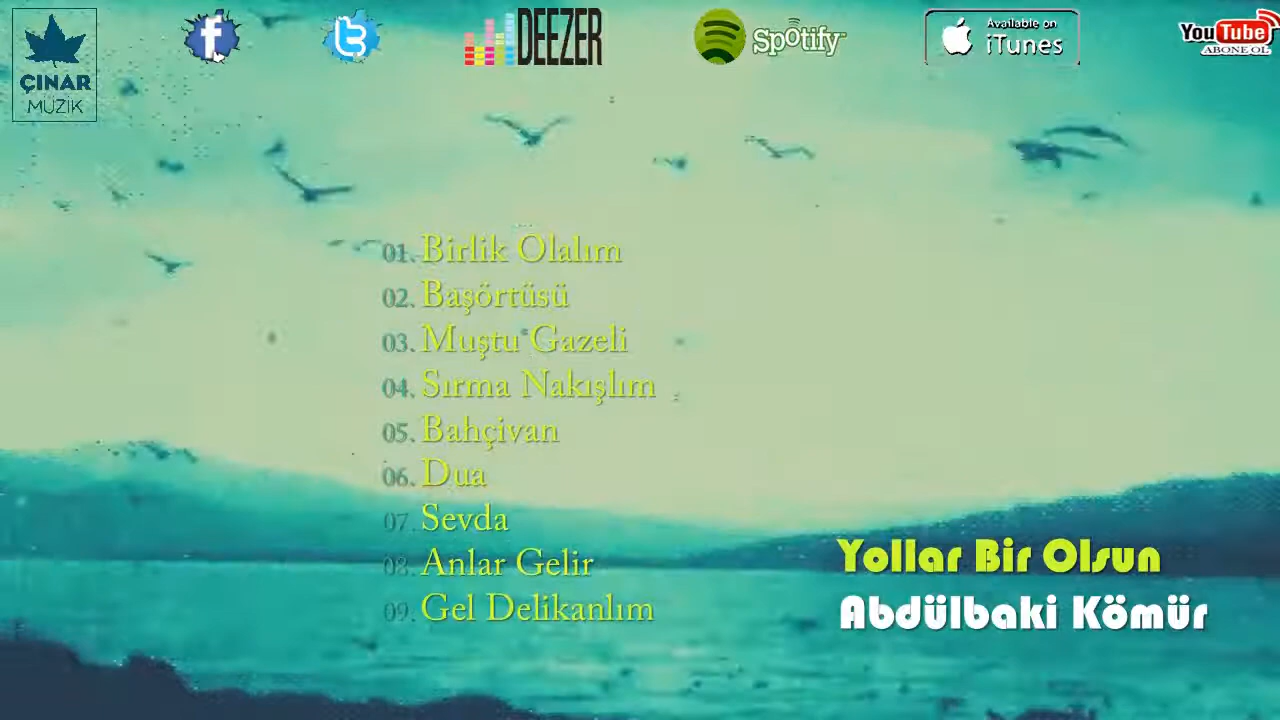 ÇINAR
MÜZİK
DEEZER
Spotify
Available on
iTunes
YouTube
ABONE OL
01. Birlik Olalım
02. Başörtüsü
03. Muştu Gazeli
04. Sırma Nakışlım
05. Bahçivan
06. Dua
07. Sevda
08. Anlar Gelir
09. Gel Delikanlım
Yollar Bir Olsun
Abdülbaki Kömür